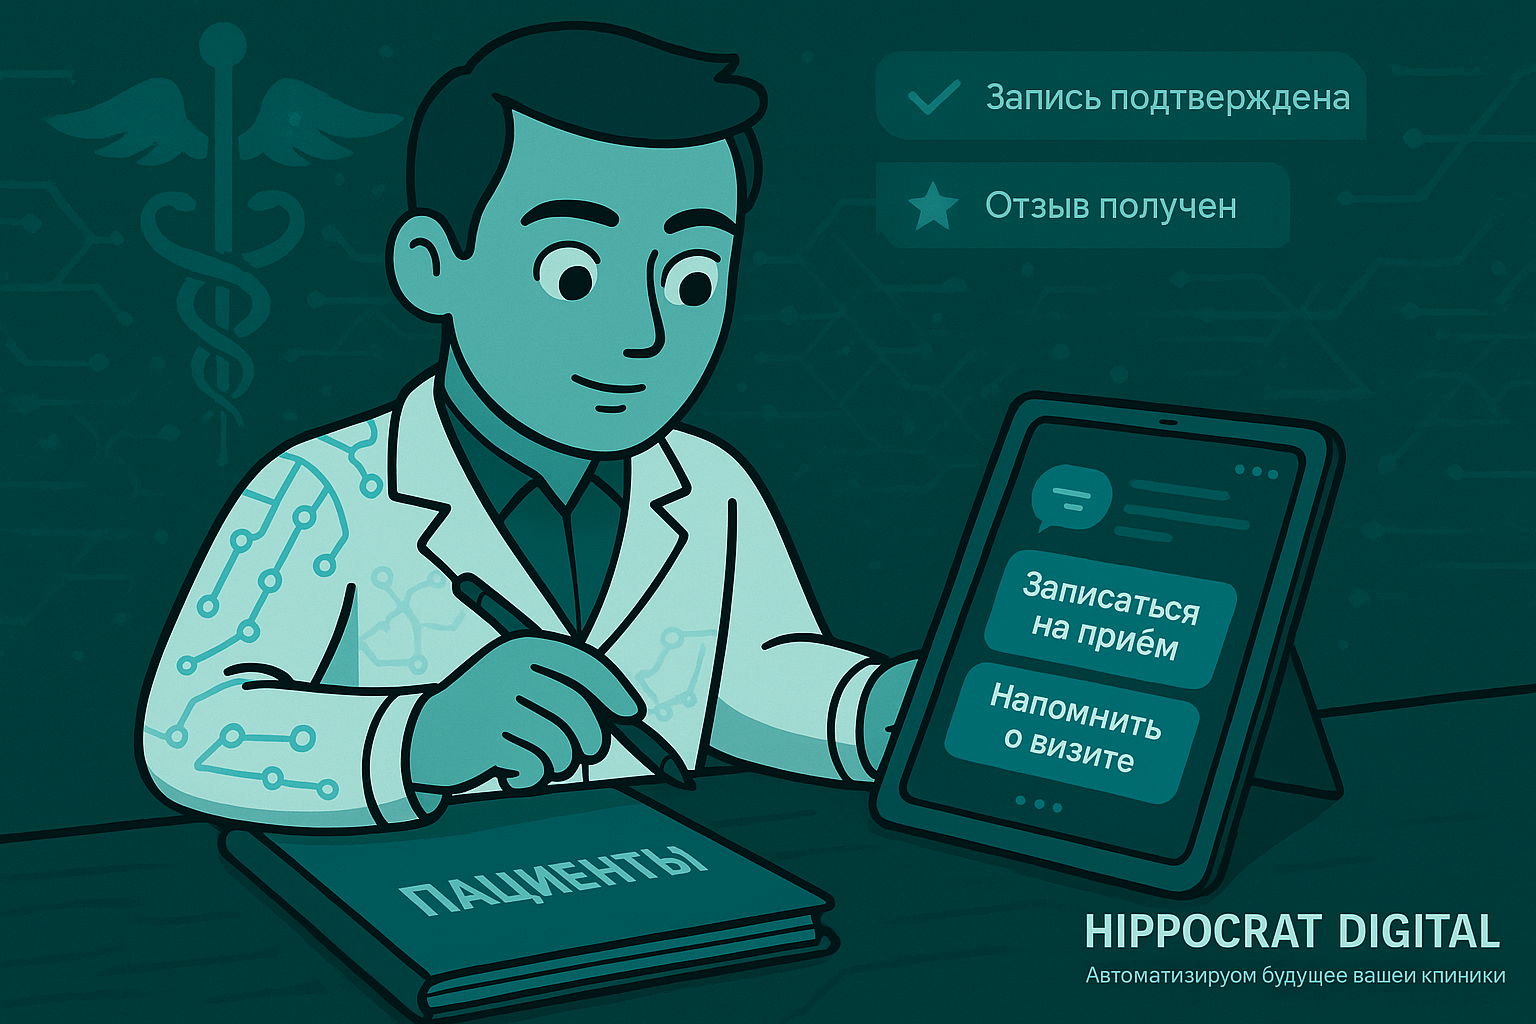 Запись подтверждена
Отзыв получен
Записаться
на приём
Напомнить
о визите
ПАЦИЕНТЫ
HIPPOCRAT DIGITAL
Автоматизируом будущее вашеи кпиники